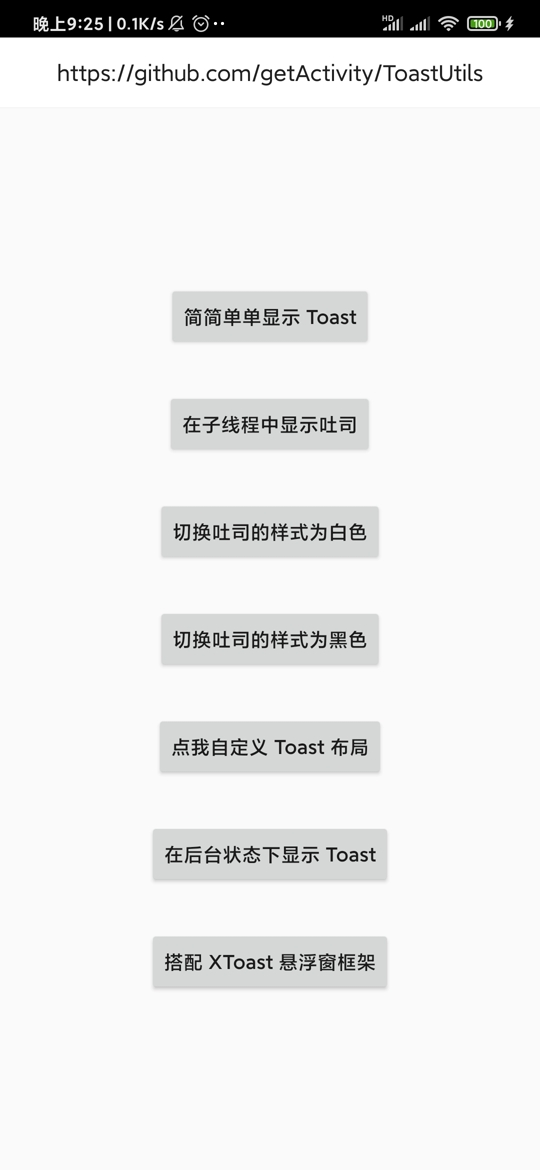 晚上9:25 | 0.1K/s
HD
100
https://github.com/getActivity/ToastUtils
简简单单显示 Toast
在子线程中显示吐司
切换吐司的样式为白色
切换吐司的样式为黑色
点我自定义 Toast 布局
在后台状态下显示 Toast
搭配 XToast 悬浮窗框架